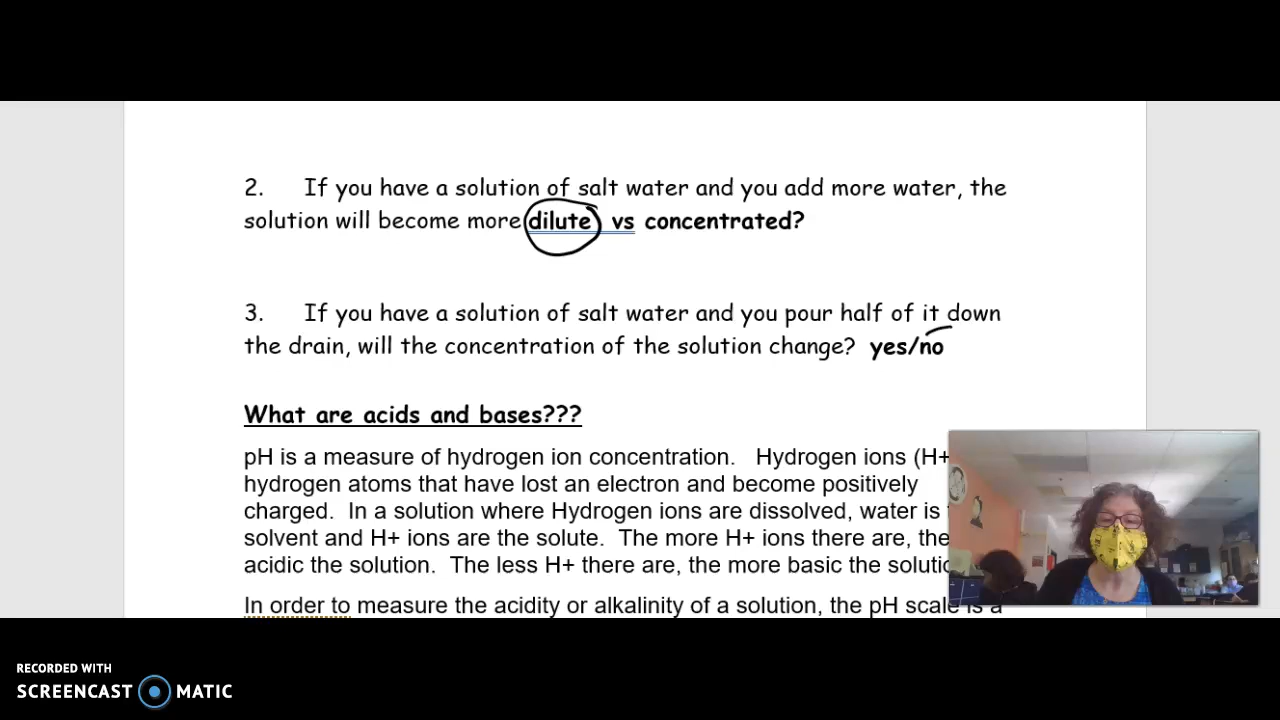 2. If you have a solution of salt water and you add more water, the
solution will become more dilute vs concentrated?
3. If you have a solution of salt water and you pour half of it down
the drain, will the concentration of the solution change? yes/no
What are acids and bases???
pH is a measure of hydrogen ion concentration. Hydrogen ions (H+
hydrogen atoms that have lost an electron and become positively
charged. In a solution where Hydrogen ions are dissolved, water is
solvent and H+ ions are the solute. The more H+ ions there are, the
acidic the solution. The less H+ there are, the more basic the
In order to measure the acidity or alkalinity of a solution, the pH scale is a
RECORDED WITH
SCREENCAST MATIC